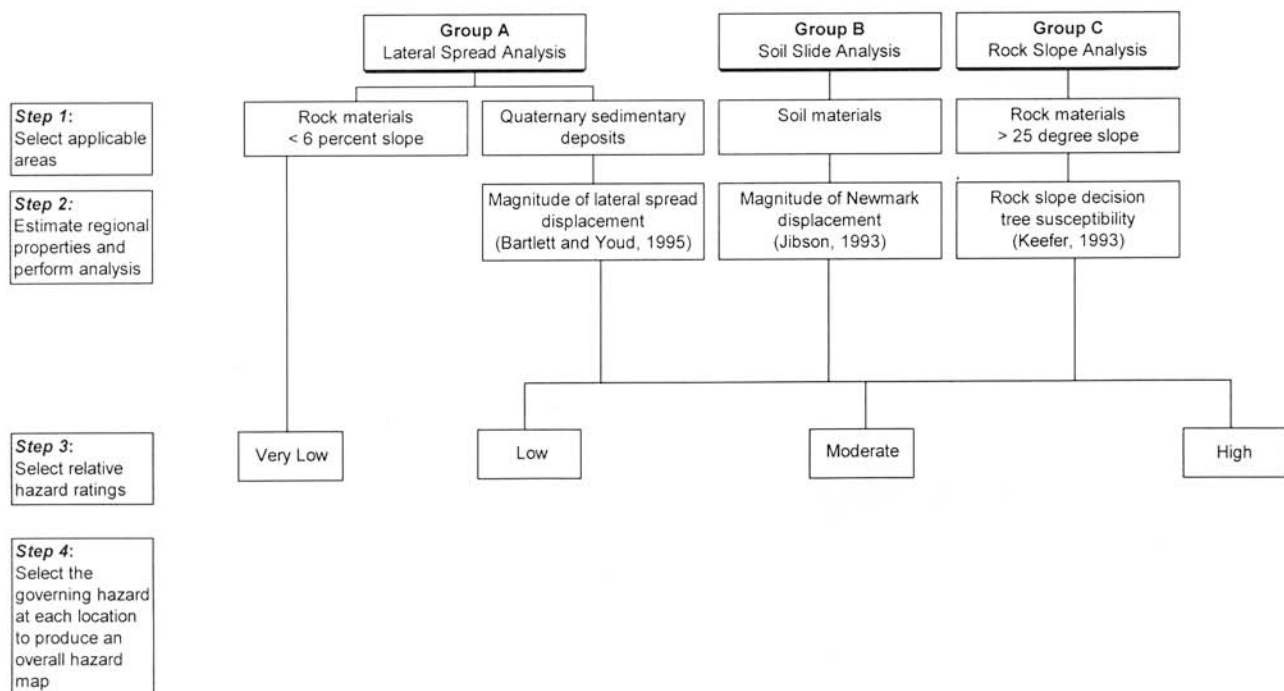 Group A
Lateral Spread Analysis
Group B
Soil Slide Analysis
Group C
Rock Slope Analysis
Step 1:
Select applicable
areas
Rock materials
< 6 percent slope
Quaternary sedimentary
deposits
Soil materials
Rock materials
> 25 degree slope
Step 2:
Estimate regional
properties and
perform analysis
Magnitude of lateral spread
displacement
(Bartlett and Youd, 1995)
Magnitude of Newmark
displacement
(Jibson, 1993)
Rock slope decision
tree susceptibility
(Keefer, 1993)
Step 3:
Select relative
hazard ratings
Very Low
Low
Moderate
High
Step 4:
Select the
governing hazard
at each location
to produce an
overall hazard
map